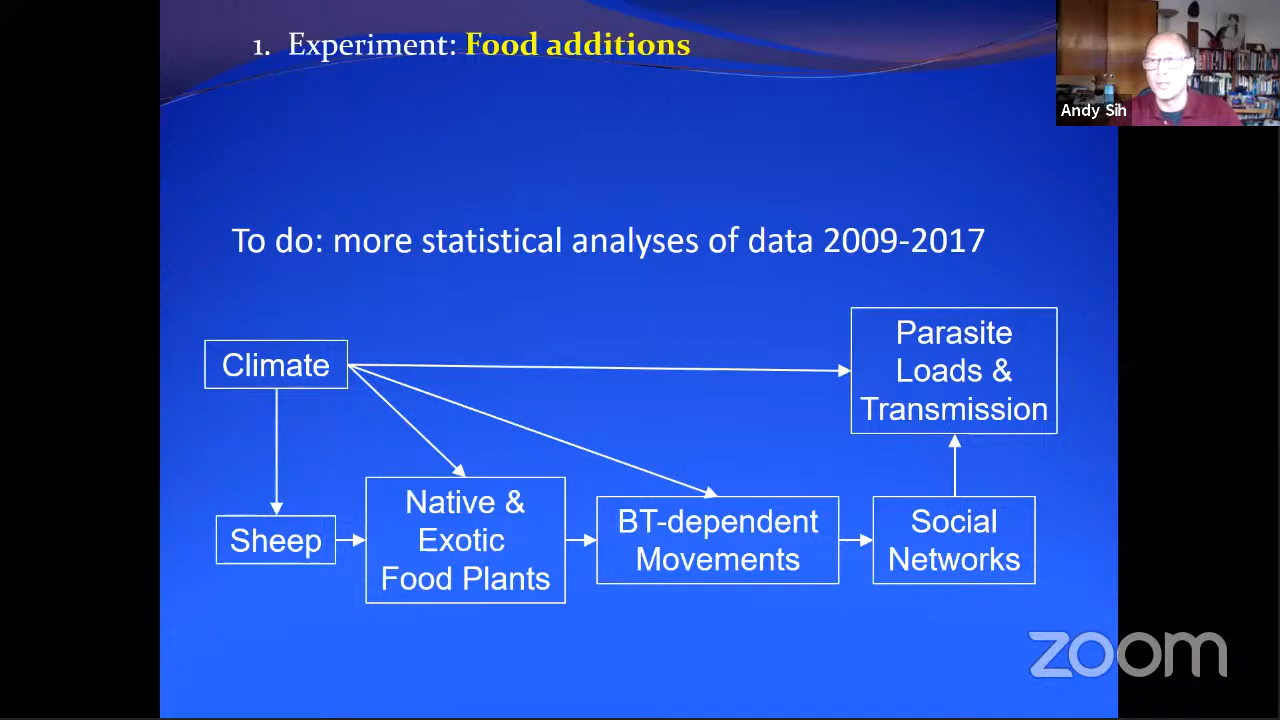 1. Experiment: Food additions
Andy Sih
To do: more statistical analyses of data 2009-2017
Climate
Parasite
Loads &
Transmission
Sheep
Native &
Exotic
Food Plants
BT-dependent
Movements
Social
Networks
zoom